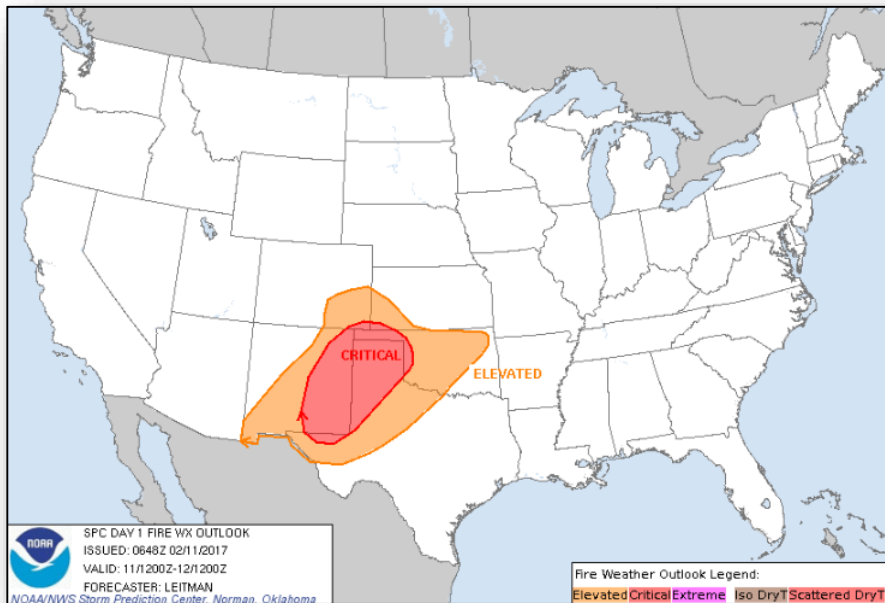 CRITICAL
ELEVATED
NOAA
SPC DAY 1 FIRE WX OUTLOOK
ISSUED: 0648Z 02/11/2017
VALID: 11/1200Z-12/1200Z
FORECASTER: LEITMAN
NOAA/NWS Storm Prediction Center, Norman, Oklahoma
Fire Weather Outlook Legend:
Elevated Critical Extreme Iso DryT Scattered DryT